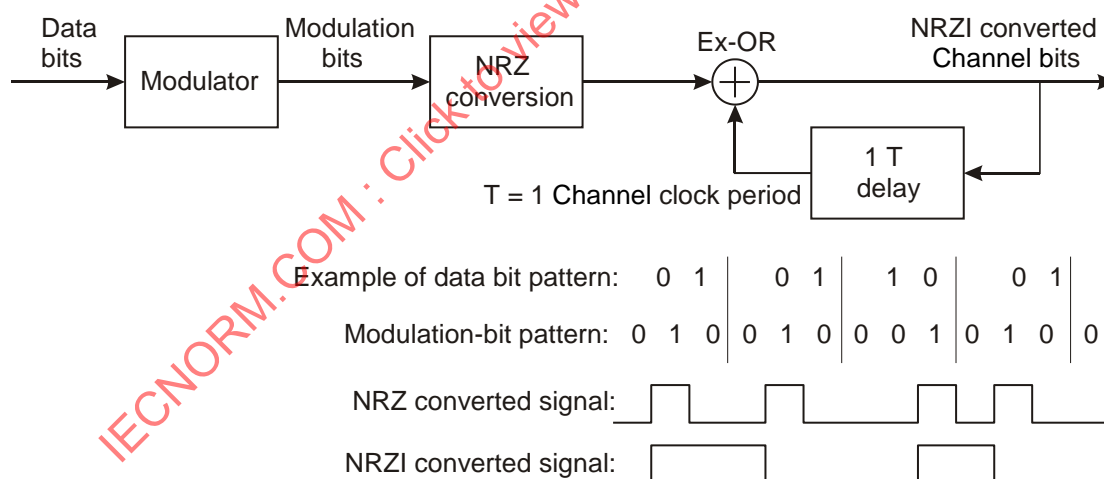 Data bits
Modulator
Modulation bits
NRZ conversion
Ex-OR
NRZI converted Channel bits
1 T delay
T = 1 Channel clock period
Example of data bit pattern: 0 1 0 1 1 0 0 1
Modulation-bit pattern: 0 1 0 0 1 0 0 0 1 0 1 0 0
NRZ converted signal:
NRZI converted signal:
IECNORM.COM : Click to view